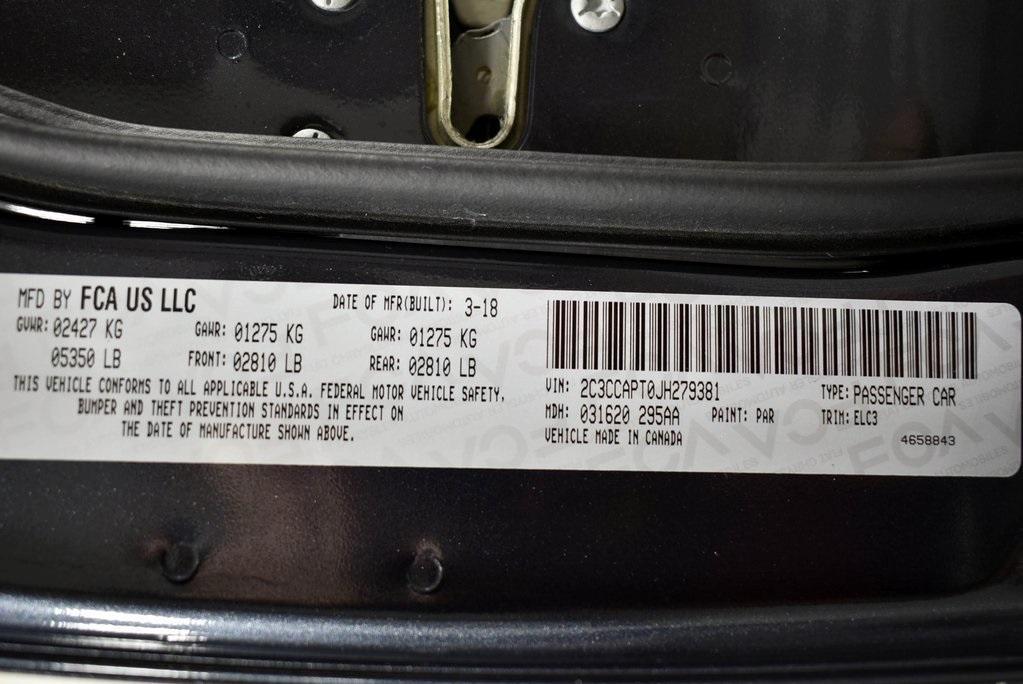 MFD BY FCA US LLC DATE OF MFR(BUILT): 3-18
GVWR: 02427 KG GAWR: 01275 KG GAWR: 01275 KG
05350 LB FRONT: 02810 LB REAR: 02810 LB
THIS VEHICLE CONFORMS TO ALL APPLICABLE U.S.A. FEDERAL MOTOR VEHICLE SAFETY,
BUMPER AND THEFT PREVENTION STANDARDS IN EFFECT ON
THE DATE OF MANUFACTURE SHOWN ABOVE.
VIN: 2C3CCAPT0JH279381 TYPE: PASSENGER CAR
MDH: 031620 295AA PAINT: PAR TRIM: ELC3
VEHICLE MADE IN CANADA 4658843